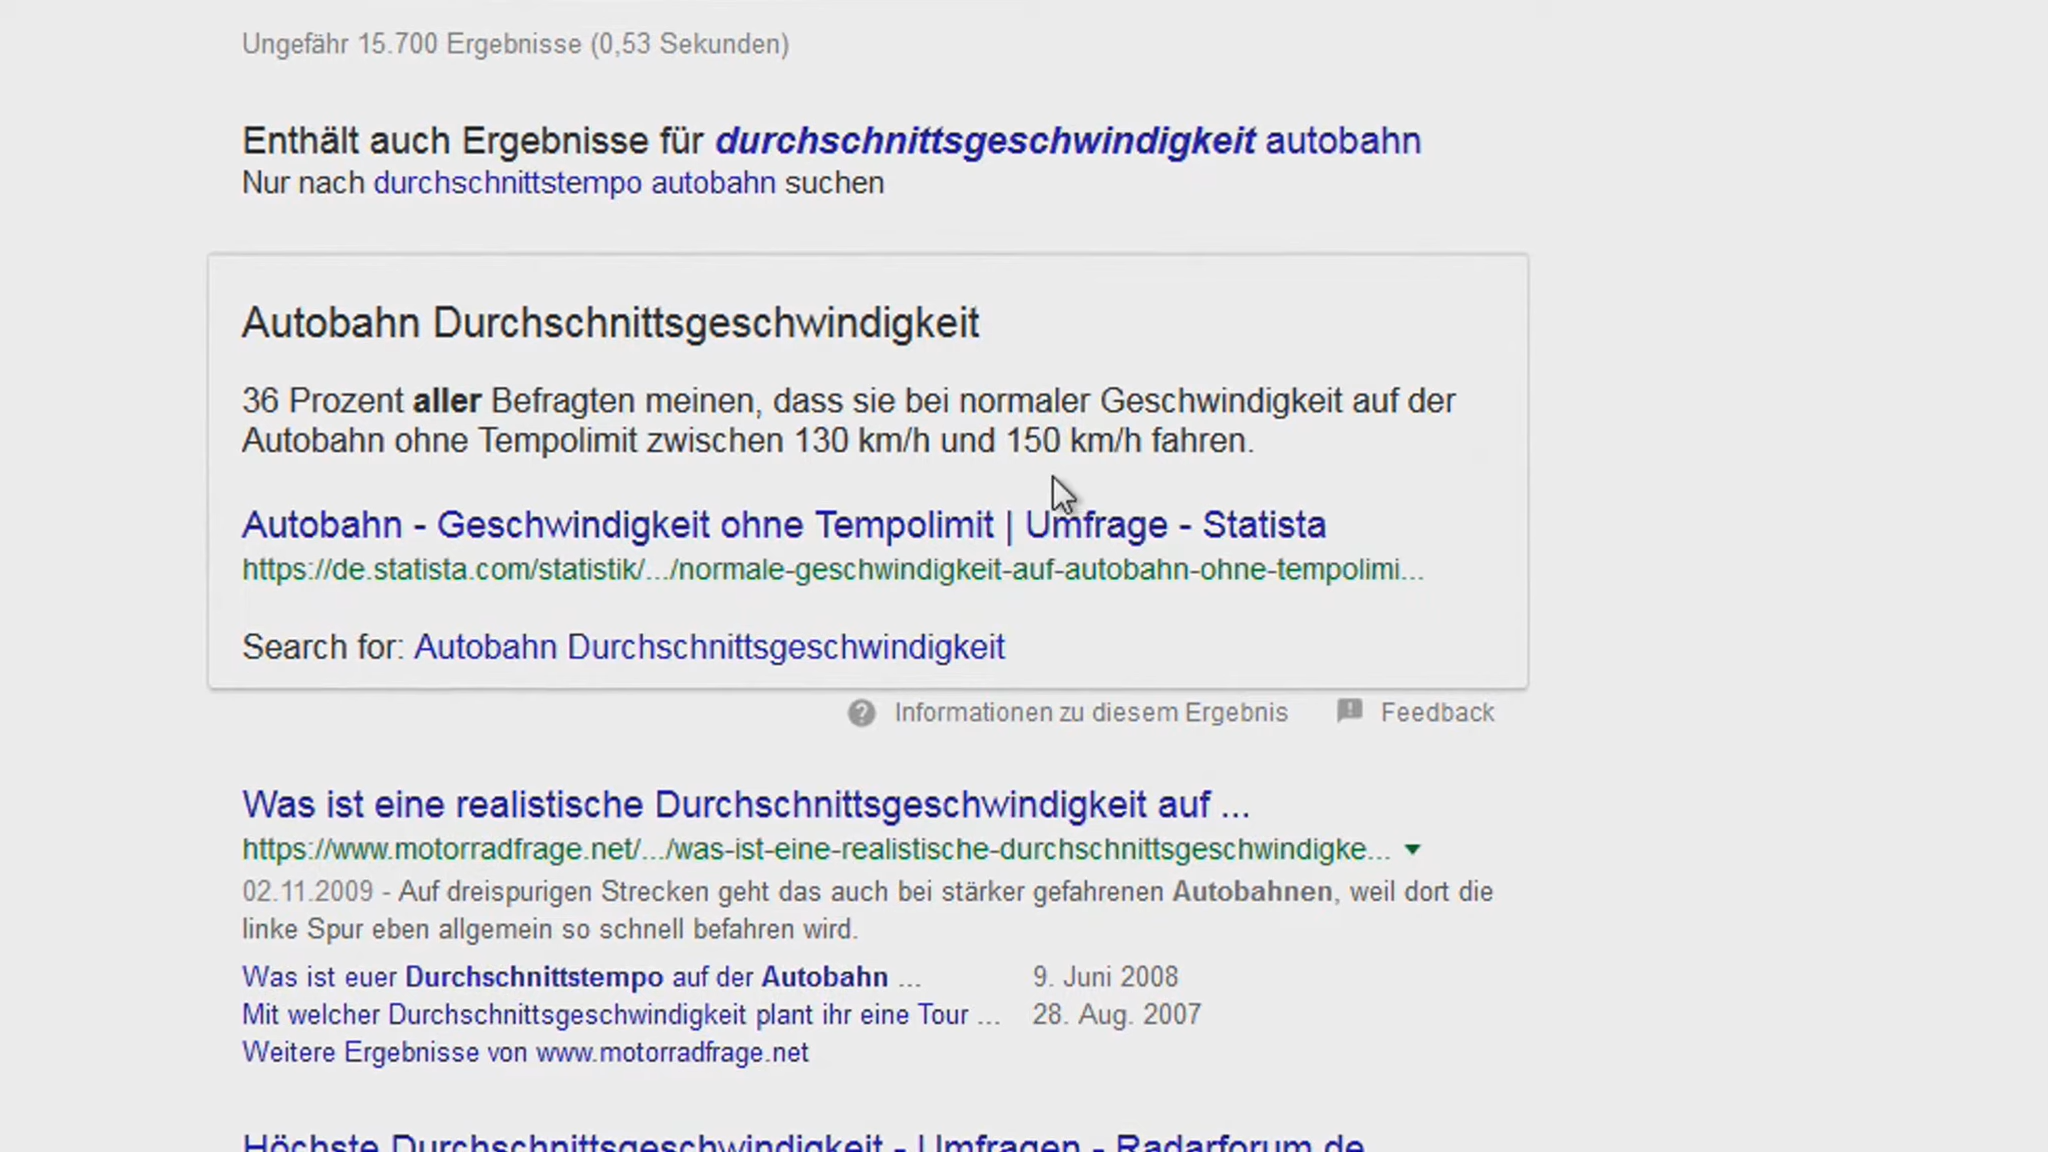 Ungefähr 15.700 Ergebnisse (0,53 Sekunden)
Enthält auch Ergebnisse für durchschnittsgeschwindigkeit autobahn
Nur nach durchschnittstempo autobahn suchen
Autobahn Durchschnittsgeschwindigkeit
36 Prozent aller Befragten meinen, dass sie bei normaler Geschwindigkeit auf der
Autobahn ohne Tempolimit zwischen 130 km/h und 150 km/h fahren.
Autobahn - Geschwindigkeit ohne Tempolimit | Umfrage - Statista
https://de.statista.com/statistik/.../normale-geschwindigkeit-auf-autobahn-ohne-tempolimi...
Search for: Autobahn Durchschnittsgeschwindigkeit
Informationen zu diesem Ergebnis Feedback
Was ist eine realistische Durchschnittsgeschwindigkeit auf ...
https://www.motorradfrage.net/.../was-ist-eine-realistische-durchschnittsgeschwindigke...
02.11.2009 - Auf dreispurigen Strecken geht das auch bei stärker gefahrenen Autobahnen, weil dort die
linke Spur eben allgemein so schnell befahren wird.
Was ist euer Durchschnittstempo auf der Autobahn ... 9. Juni 2008
Mit welcher Durchschnittsgeschwindigkeit plant ihr eine Tour ... 28. Aug. 2007
Weitere Ergebnisse von www.motorradfrage.net
Höchste Durchschnittsgeschwindigkeit - Umfragen - Radarforum.de